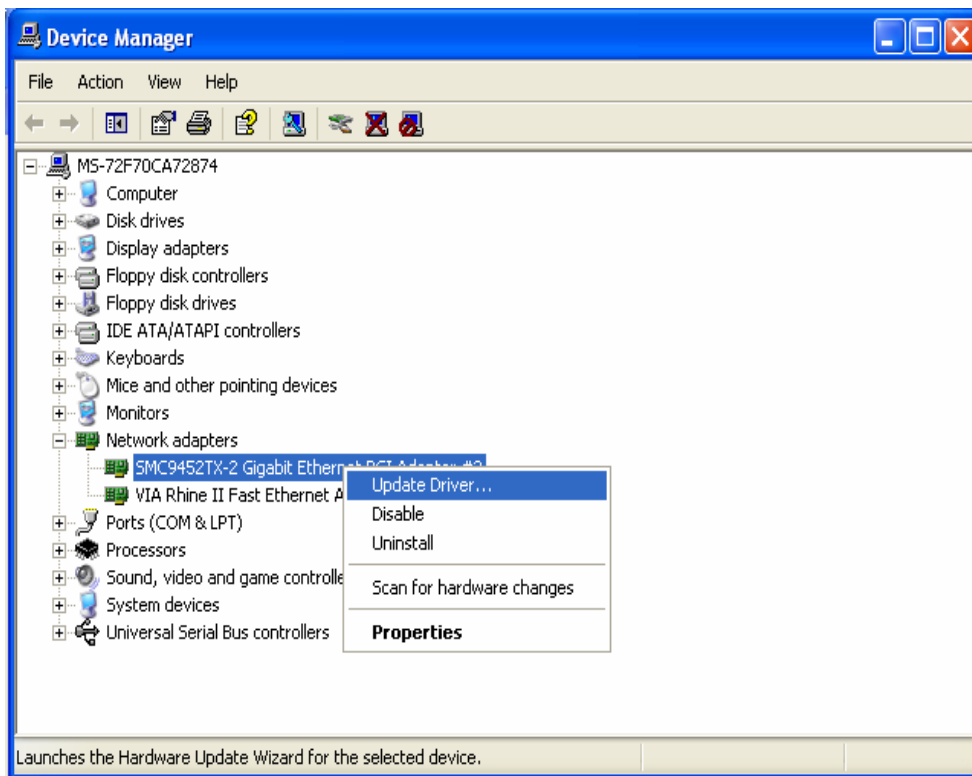 Device Manager
File Action View Help
MS-72F70CA72874
Computer
Disk drives
Display adapters
Floppy disk controllers
Floppy disk drives
IDE ATA/ATAPI controllers
Keyboards
Mice and other pointing devices
Monitors
Network adapters
SMC9452TX-2 Gigabit Ethernet PCI Adapter #2
Update Driver...
VIA Rhine II Fast Ethernet A
Disable
Ports (COM & LPT)
Uninstall
Processors
Sound, video and game controlle
Scan for hardware changes
System devices
Universal Serial Bus controllers
Properties
Launches the Hardware Update Wizard for the selected device.